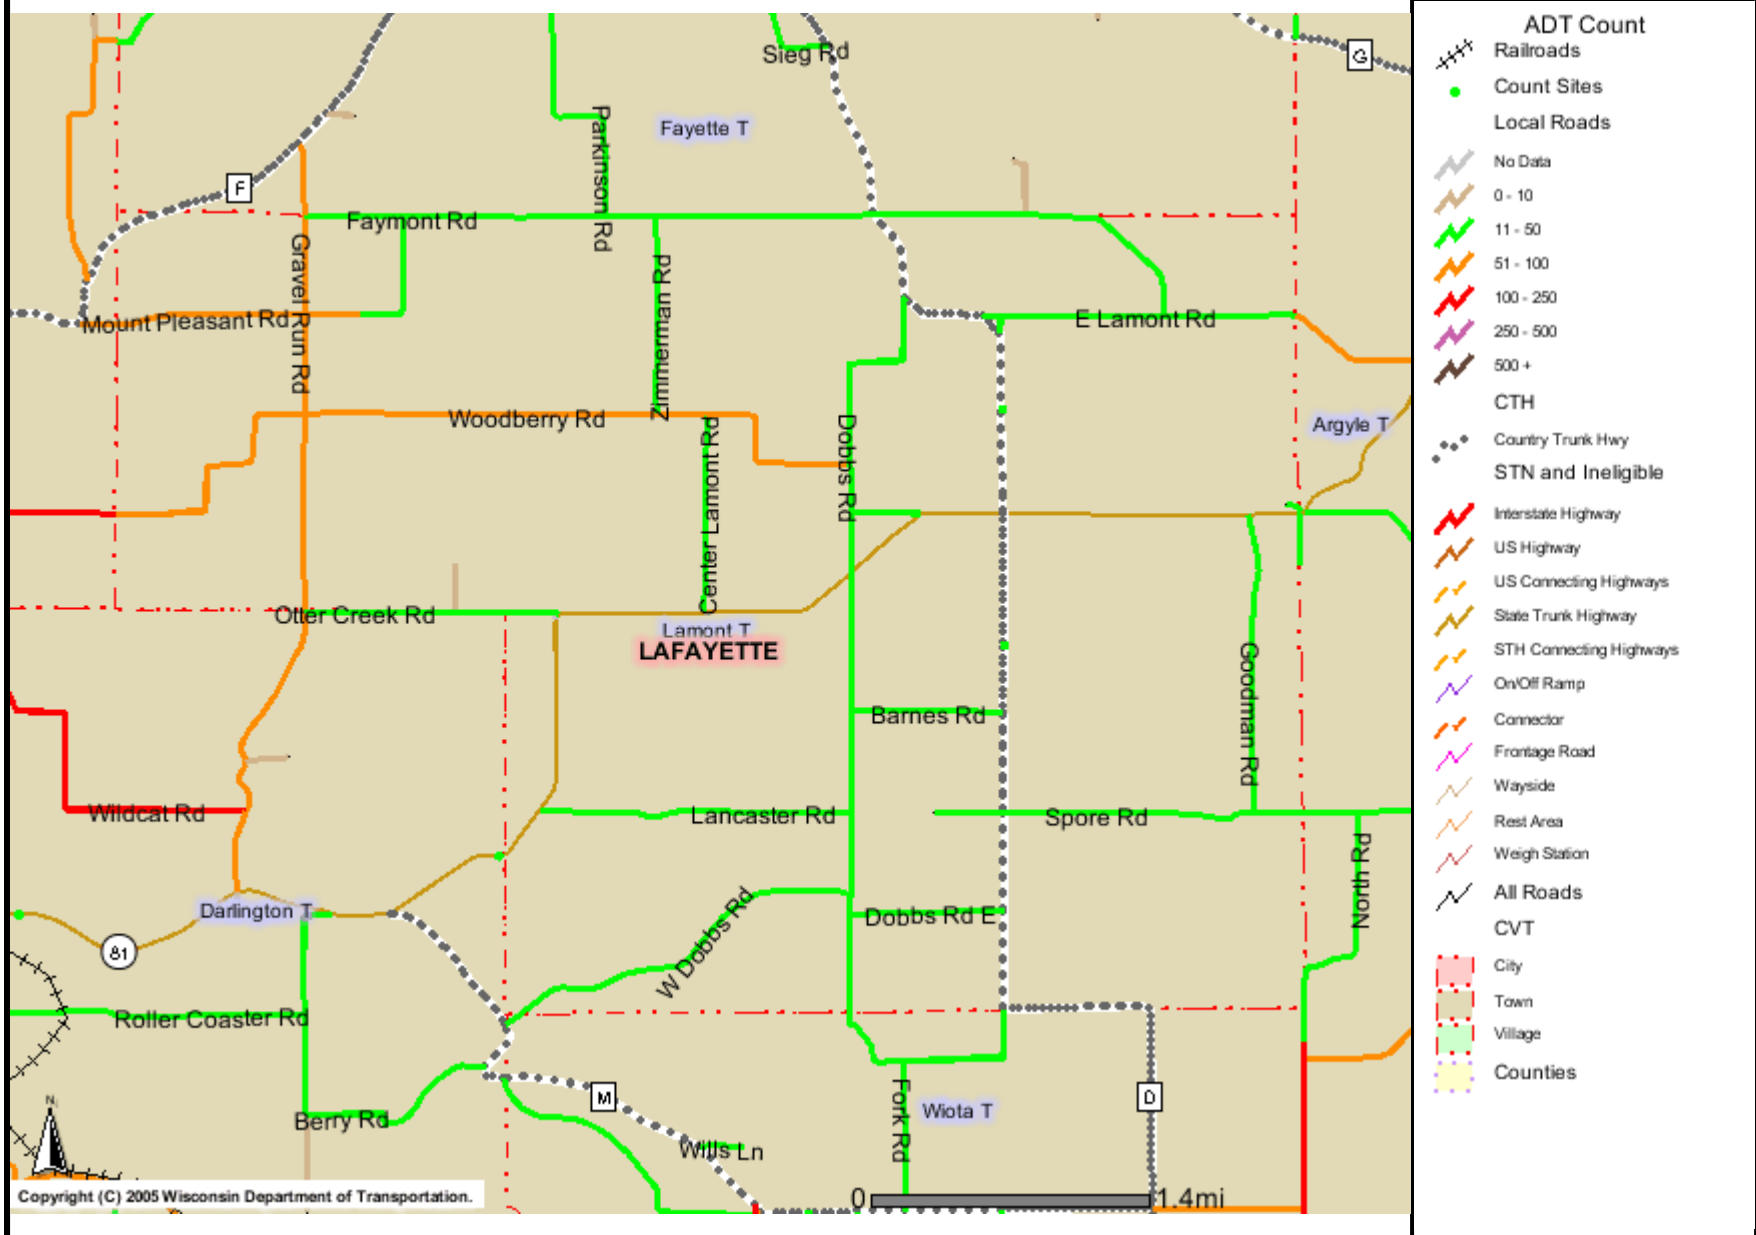 Sieg Rd
G
Parkinson Rd
Fayette T
F
Faymont Rd
Gravel Run Rd
Zimmerman Rd
Mount Pleasant Rd
E Lamont Rd
Woodberry Rd
Center Lamont Rd
Dobbs Rd
Argyle T
Otter Creek Rd
Lamont T
LAFAYETTE
Goodman Rd
Barnes Rd
Wildcat Rd
Lancaster Rd
Spore Rd
North Rd
Darlington T
W Dobbs Rd
Dobbs Rd E
81
Roller Coaster Rd
N
M
Fork Rd
Wiota T
D
Berry Rd
Wills Ln
Copyright (C) 2005 Wisconsin Department of Transportation.
0 1.4mi
ADT Count
Railroads
Count Sites
Local Roads
No Data
0 - 10
11 - 50
51 - 100
100 - 250
250 - 500
500 +
CTH
Country Trunk Hwy
STN and Ineligible
Interstate Highway
US Highway
US Connecting Highways
State Trunk Highway
STH Connecting Highways
On/Off Ramp
Connector
Frontage Road
Wayside
Rest Area
Weigh Station
All Roads
CVT
City
Town
Village
Counties